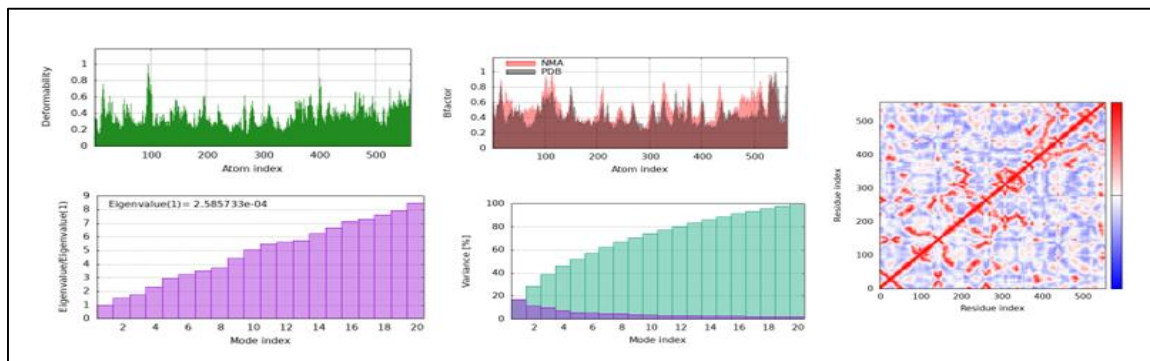 Deformability
1
0.8
0.6
0.4
0.2
0
100 200 300 400 500
Atom index
Bfactor
NMA
PDB
1
0.8
0.6
0.4
0.2
0
100 200 300 400 500
Atom index
Eigenvalue/Eigenvalue(1)
Eigenvalue(1)= 2.585733e-04
9
8
7
6
5
4
3
2
1
0
2 4 6 8 10 12 14 16 18 20
Mode index
Variance [%]
100
80
60
40
20
0
2 4 6 8 10 12 14 16 18 20
Mode index
Residue index
500
400
300
200
100
0
0 100 200 300 400 500
Residue index